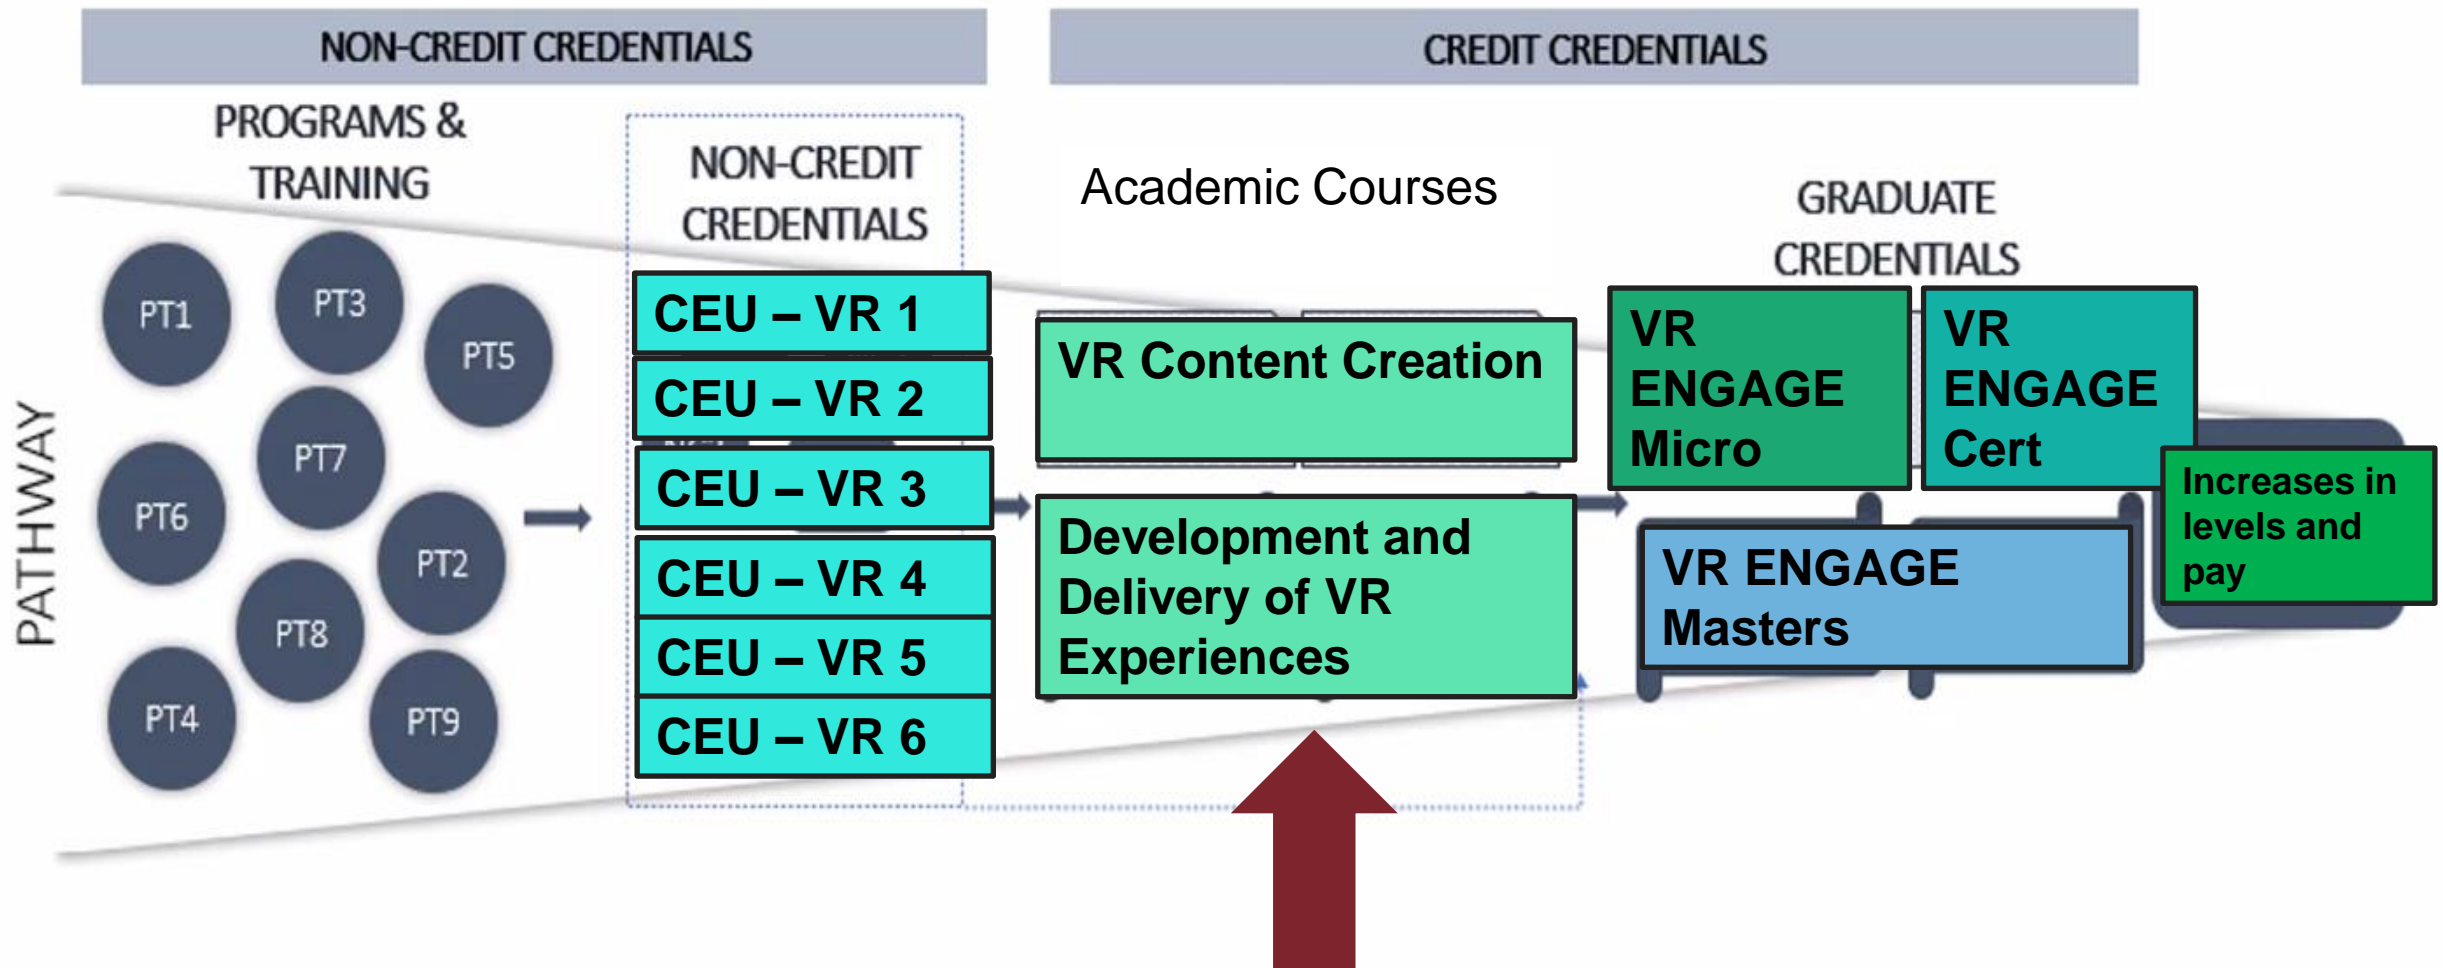 NON-CREDIT CREDENTIALS
CREDIT CREDENTIALS
PROGRAMS &
TRAINING
NON-CREDIT
CREDENTIALS
Academic Courses
GRADUATE
CREDENTIALS
PATHWAY
PT1
PT3
PT5
PT7
PT6
PT2
PT8
PT4
PT9
CEU – VR 1
CEU – VR 2
CEU – VR 3
CEU – VR 4
CEU – VR 5
CEU – VR 6
VR Content Creation
Development and
Delivery of VR
Experiences
VR
ENGAGE
Micro
VR
ENGAGE
Cert
VR ENGAGE
Masters
Increases in
levels and
pay